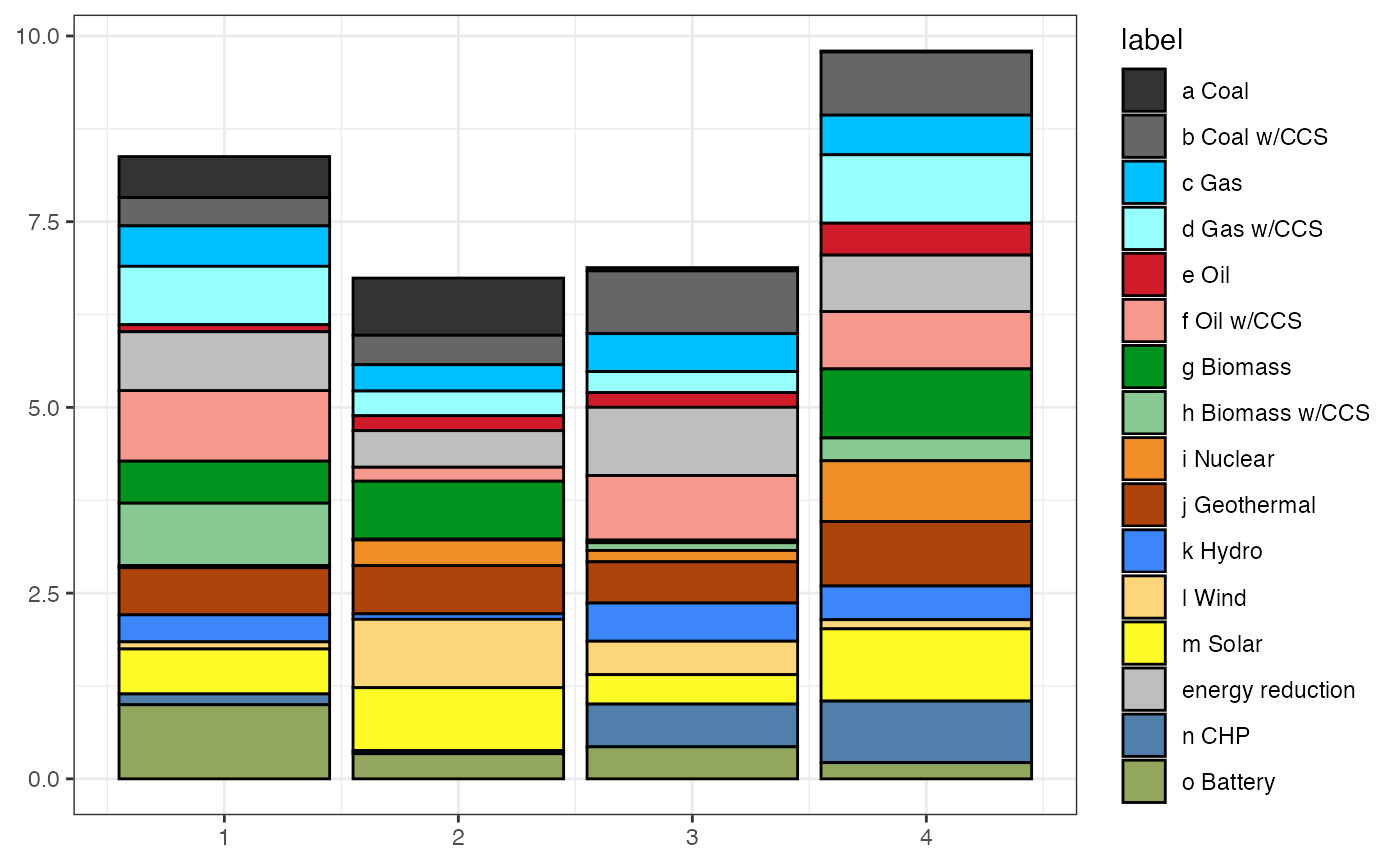 10.0
7.5
5.0
2.5
0.0
1 2 3 4
label
a Coal
b Coal w/CCS
c Gas
d Gas w/CCS
e Oil
f Oil w/CCS
g Biomass
h Biomass w/CCS
i Nuclear
j Geothermal
k Hydro
l Wind
m Solar
energy reduction
n CHP
o Battery